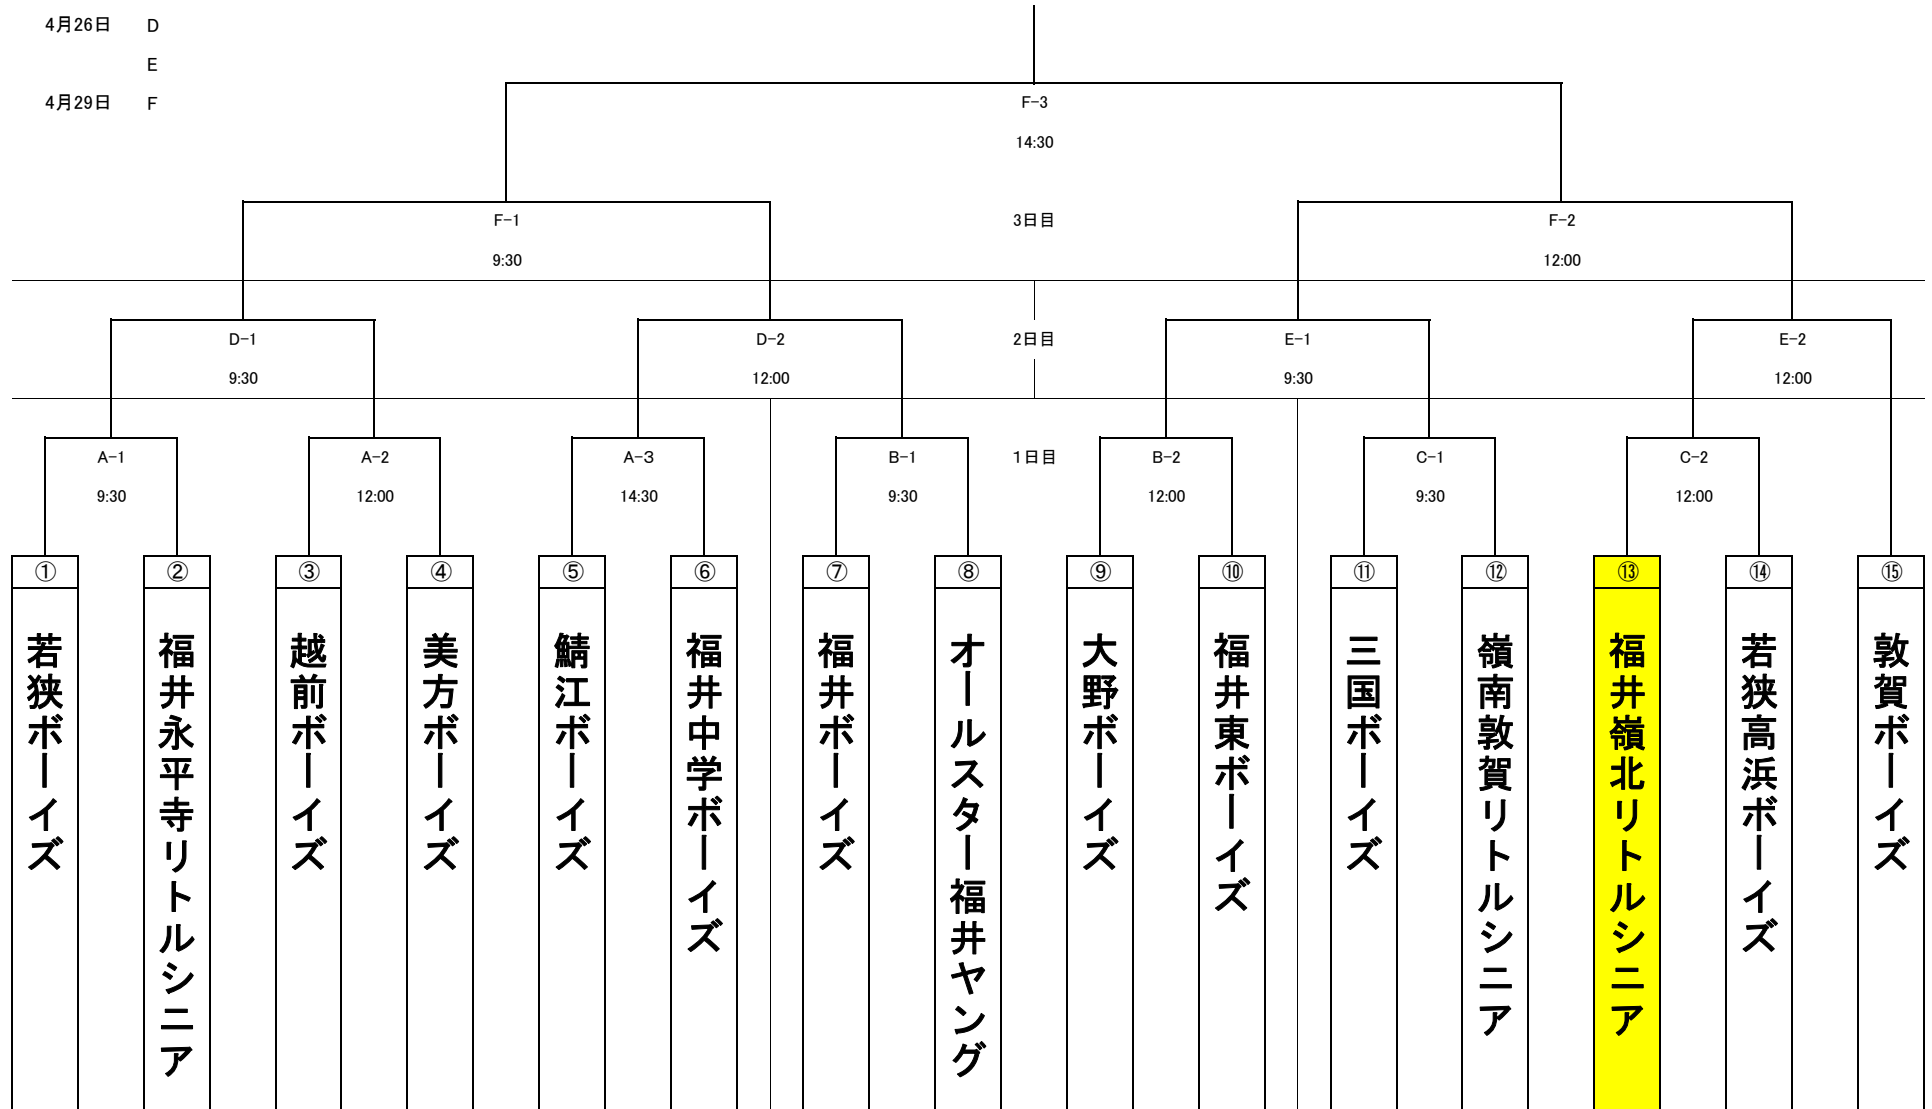 4月26日 D
E
4月29日 F
F-3
14:30
F-1 3日目 F-2
9:30 12:00
D-1 D-2 2日目 E-1 E-2
9:30 12:00 9:30 12:00
A-1 A-2 A-3 B-1 1日目 B-2 C-1 C-2
9:30 12:00 14:30 9:30 12:00 9:30 12:00
① ② ③ ④ ⑤ ⑥ ⑦ ⑧ ⑨ ⑩ ⑪ ⑫ ⑬ ⑭ ⑮
若狭ボーイズ
福井永平寺リトルシニア
越前ボーイズ
美方ボーイズ
鯖江ボーイズ
福井中学ボーイズ
福井ボーイズ
オールスター福井ヤング
大野ボーイズ
福井東ボーイズ
三国ボーイズ
嶺南敦賀リトルシニア
福井嶺北リトルシニア
若狭高浜ボーイズ
敦賀ボーイズ